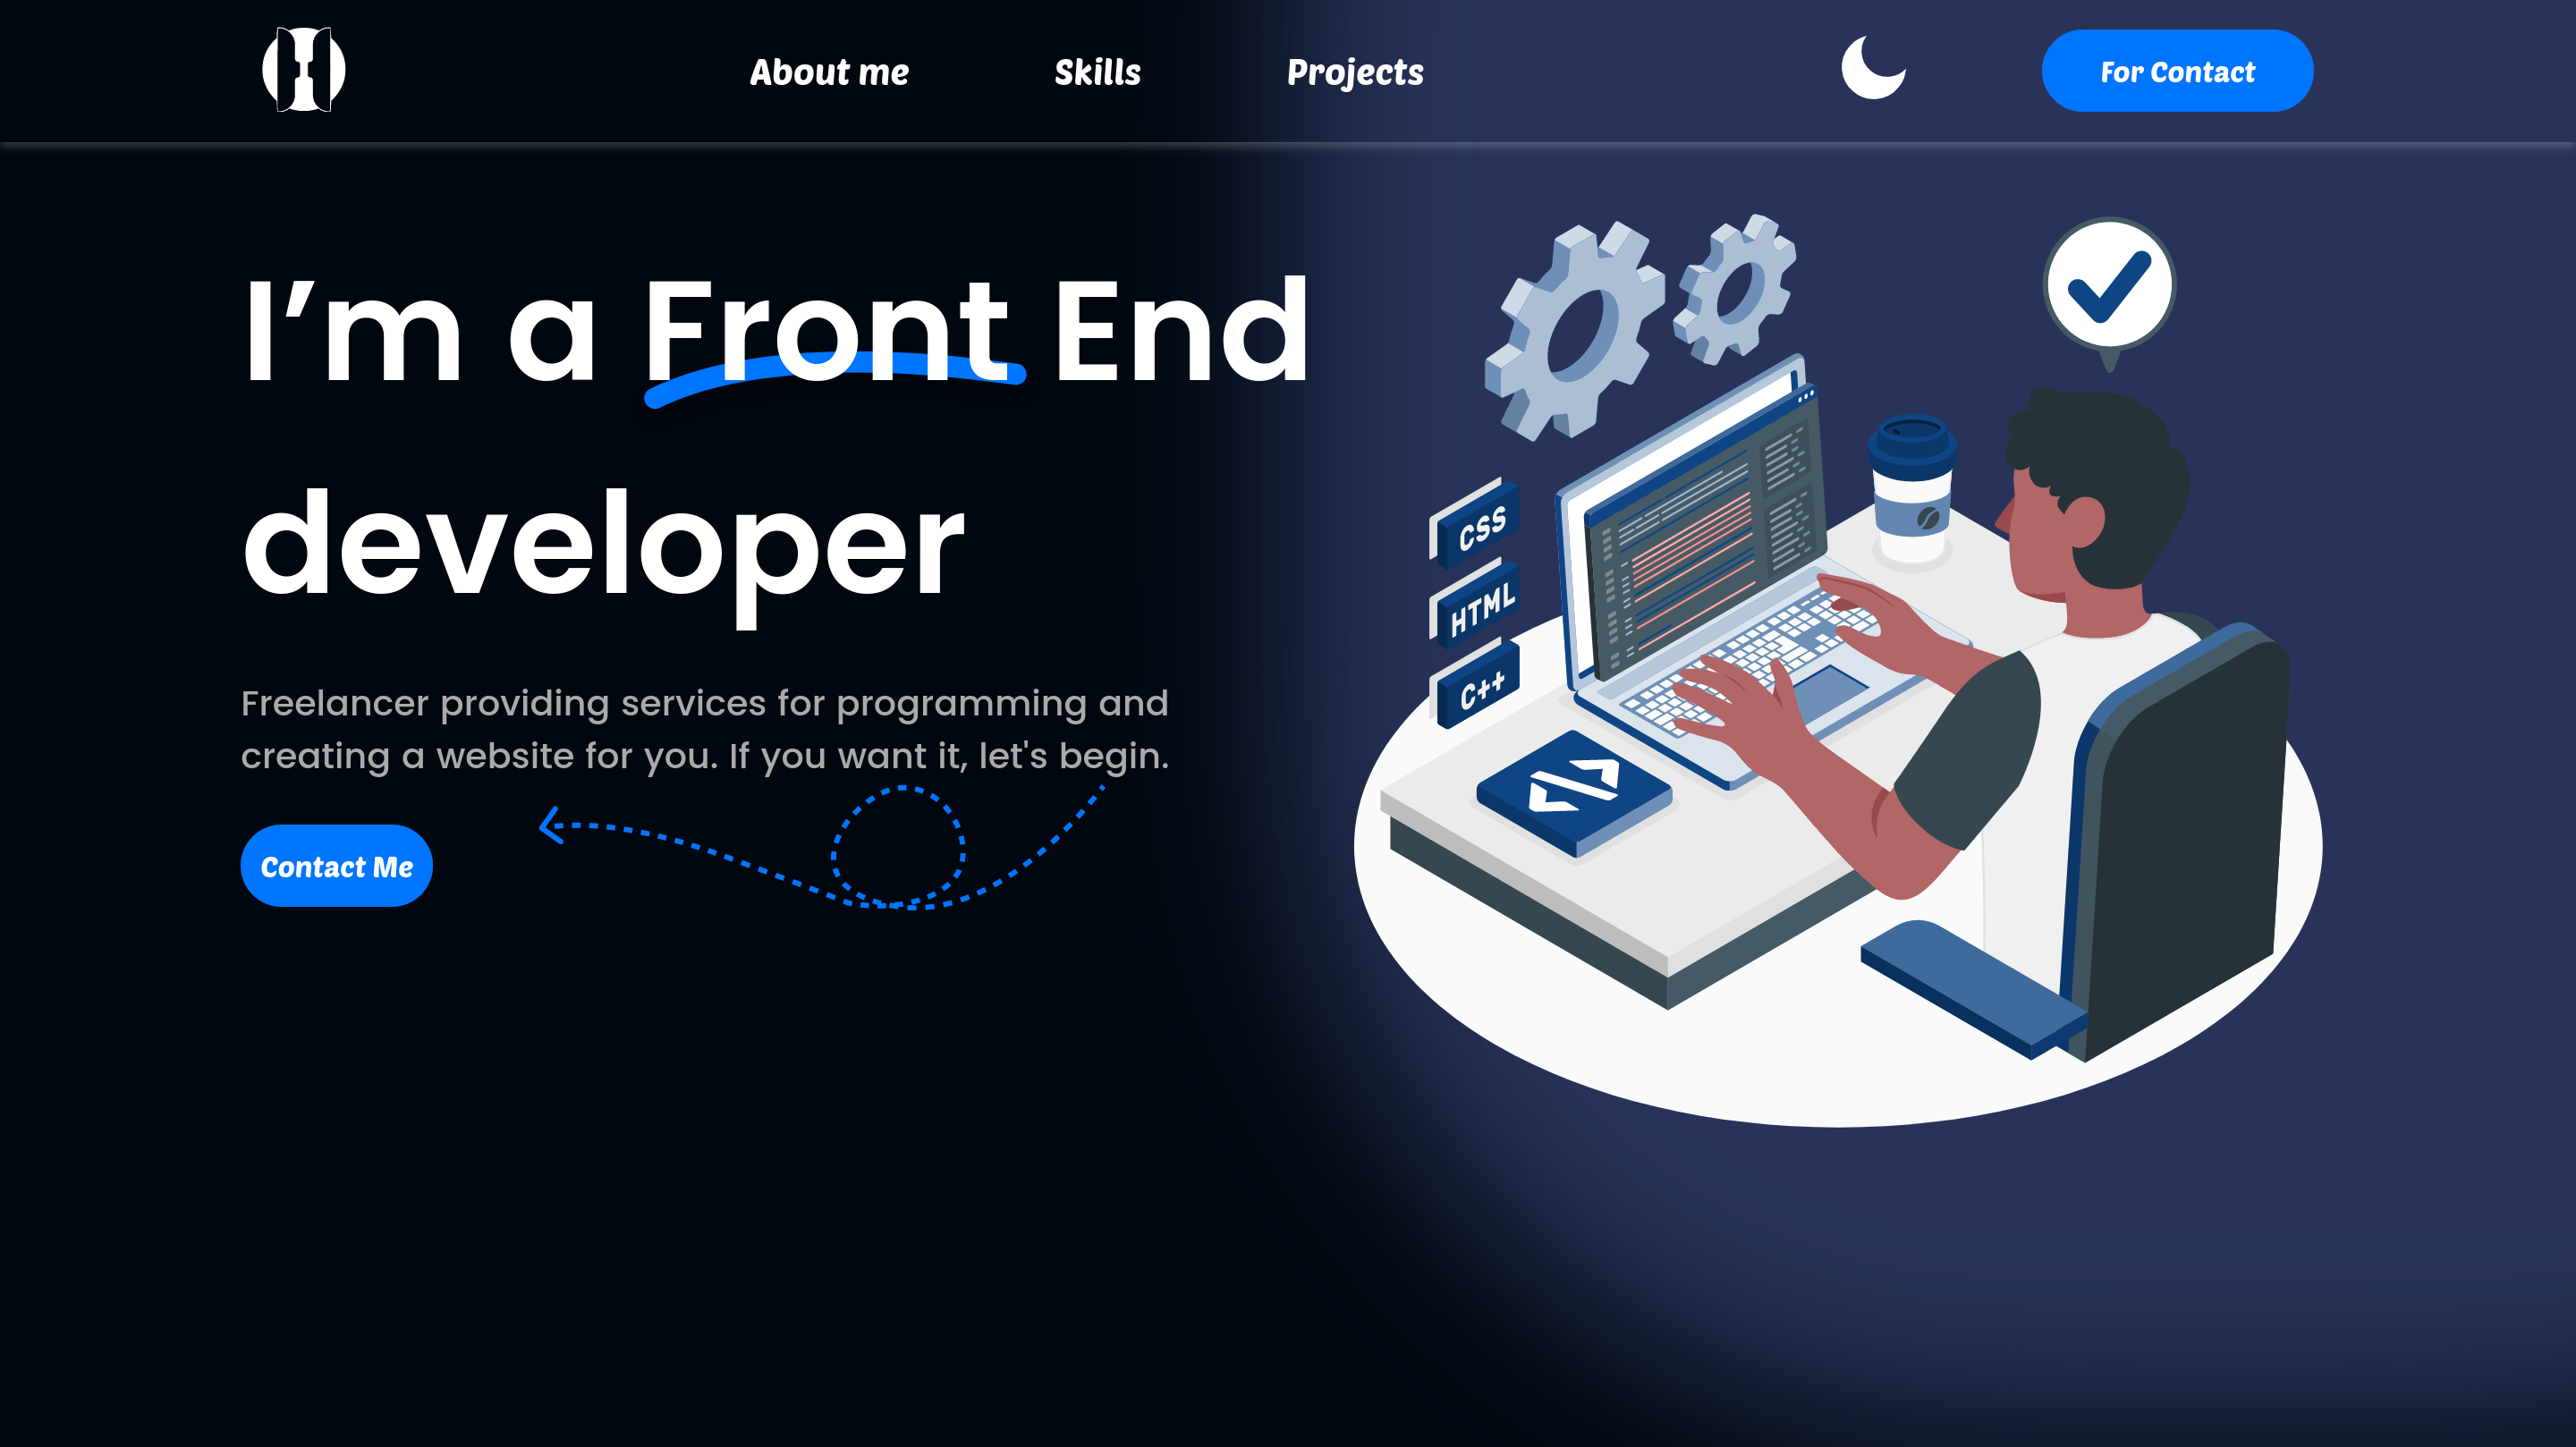 About me
Skills
Projects
For Contact
I’m a Front End
developer
Freelancer providing services for programming and
creating a website for you. If you want it, let's begin.
Contact Me
CSS
HTML
C++